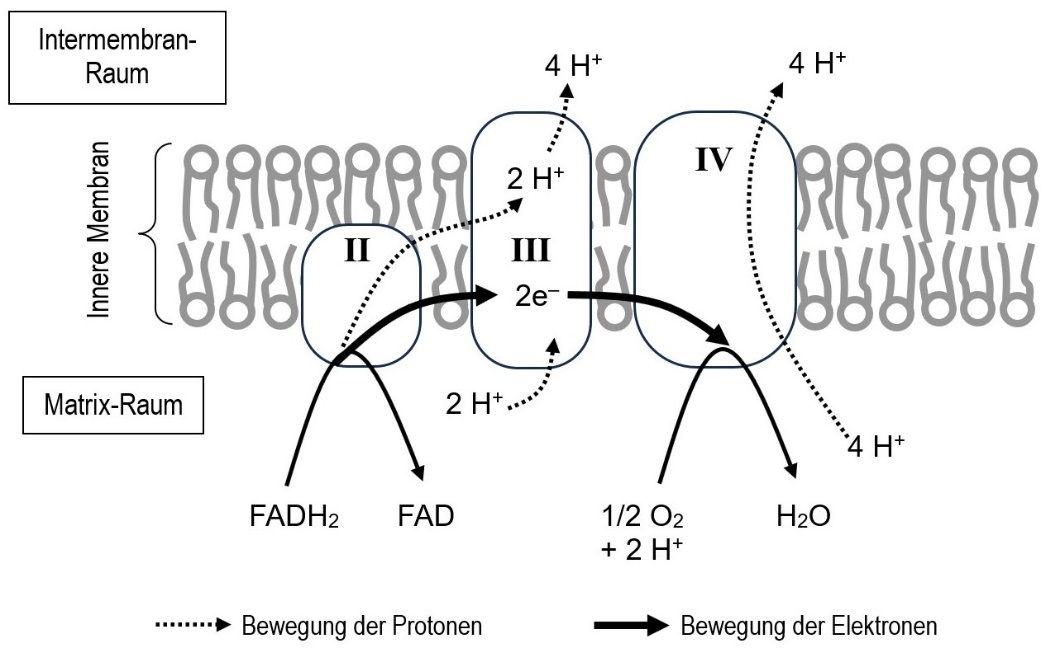 Intermembran-
Raum
4 H⁺
4 H⁺
Innere Membran
IV
2 H⁺
II
III
2e⁻
Matrix-Raum
2 H⁺
4 H⁺
FADH₂
FAD
1/2 O₂
+ 2 H⁺
H₂O
Bewegung der Protonen
Bewegung der Elektronen